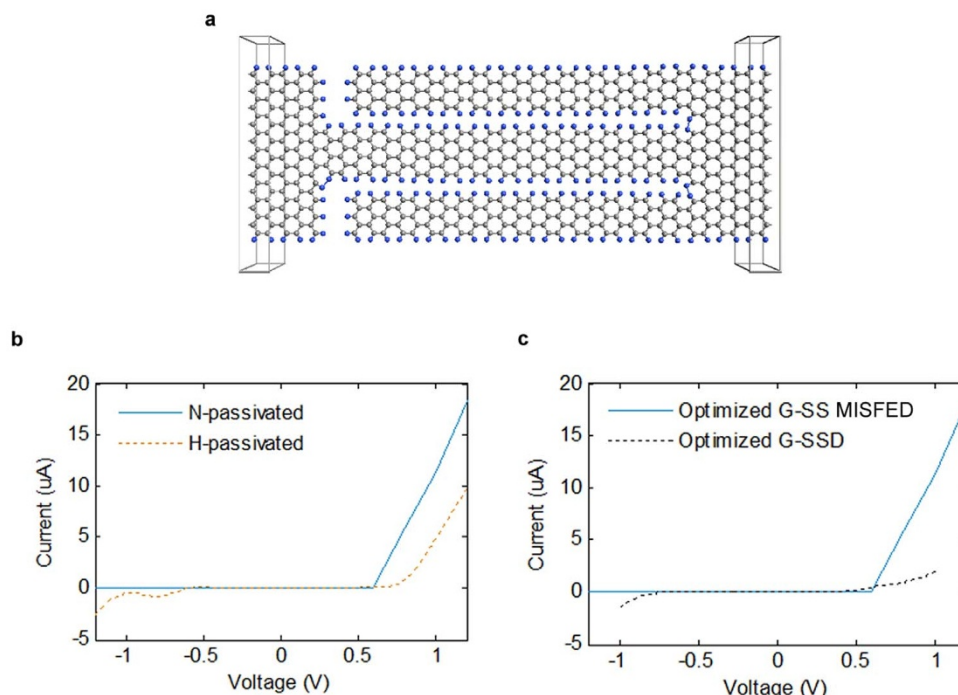 a
b
20
N-passivated
15
H-passivated
10
5
0
-5
-1
-0.5
0
0.5
1
Current (uA)
Voltage (V)
c
20
Optimized G-SS MISFED
15
Optimized G-SSD
10
5
0
-5
-1
-0.5
0
0.5
1
Current (uA)
Voltage (V)